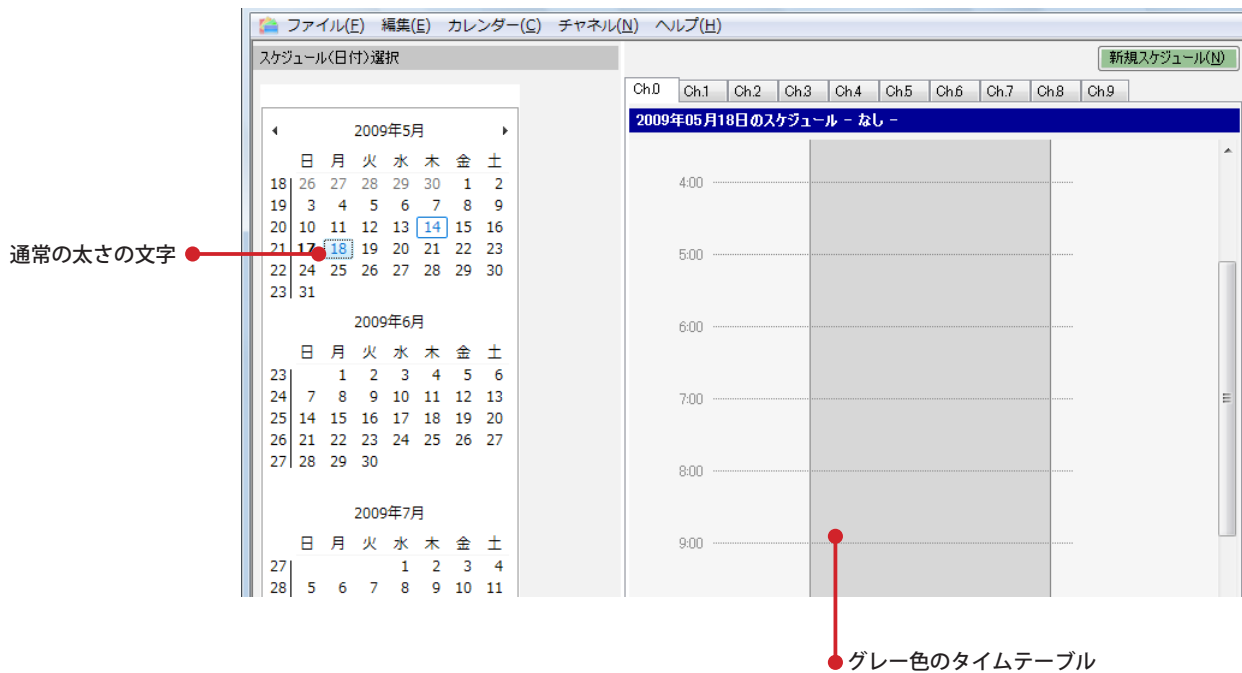 ファイル(F) 編集(E) カレンダー(C) チャネル(N) ヘルプ(H)
スケジュール(日付)選択
新規スケジュール(N)
Ch.0 Ch.1 Ch.2 Ch.3 Ch.4 Ch.5 Ch.6 Ch.7 Ch.8 Ch.9
2009年05月18日のスケジュール - なし -
2009年5月
日 月 火 水 木 金 土
18 26 27 28 29 30 1 2
19 3 4 5 6 7 8 9
20 10 11 12 13 14 15 16
21 17 18 19 20 21 22 23
22 24 25 26 27 28 29 30
23 31
2009年6月
日 月 火 水 木 金 土
23 1 2 3 4 5 6
24 7 8 9 10 11 12 13
25 14 15 16 17 18 19 20
26 21 22 23 24 25 26 27
27 28 29 30
2009年7月
日 月 火 水 木 金 土
27 1 2 3 4
28 5 6 7 8 9 10 11
4:00
5:00
6:00
7:00
8:00
9:00
通常の太さの文字
グレー色のタイムテーブル